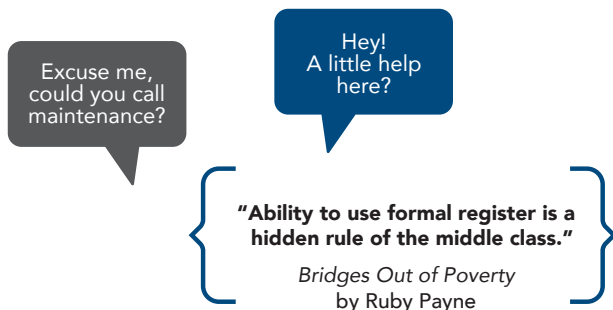 Excuse me,
could you call
maintenance?
Hey!
A little help
here?
"Ability to use formal register is a
hidden rule of the middle class."
Bridges Out of Poverty
by Ruby Payne